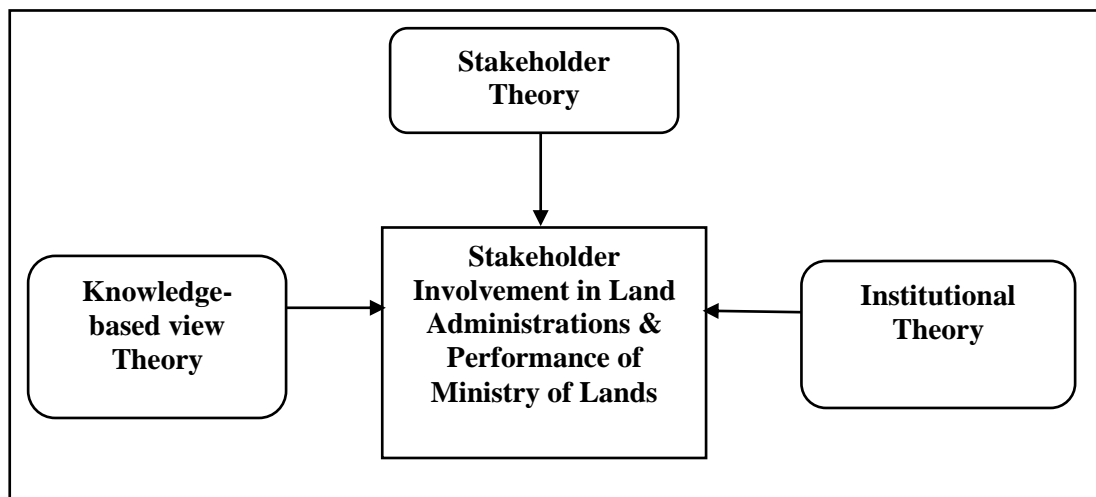 Stakeholder
Theory
Knowledge-
based view
Theory
Stakeholder
Involvement in Land
Administrations &
Performance of
Ministry of Lands
Institutional
Theory